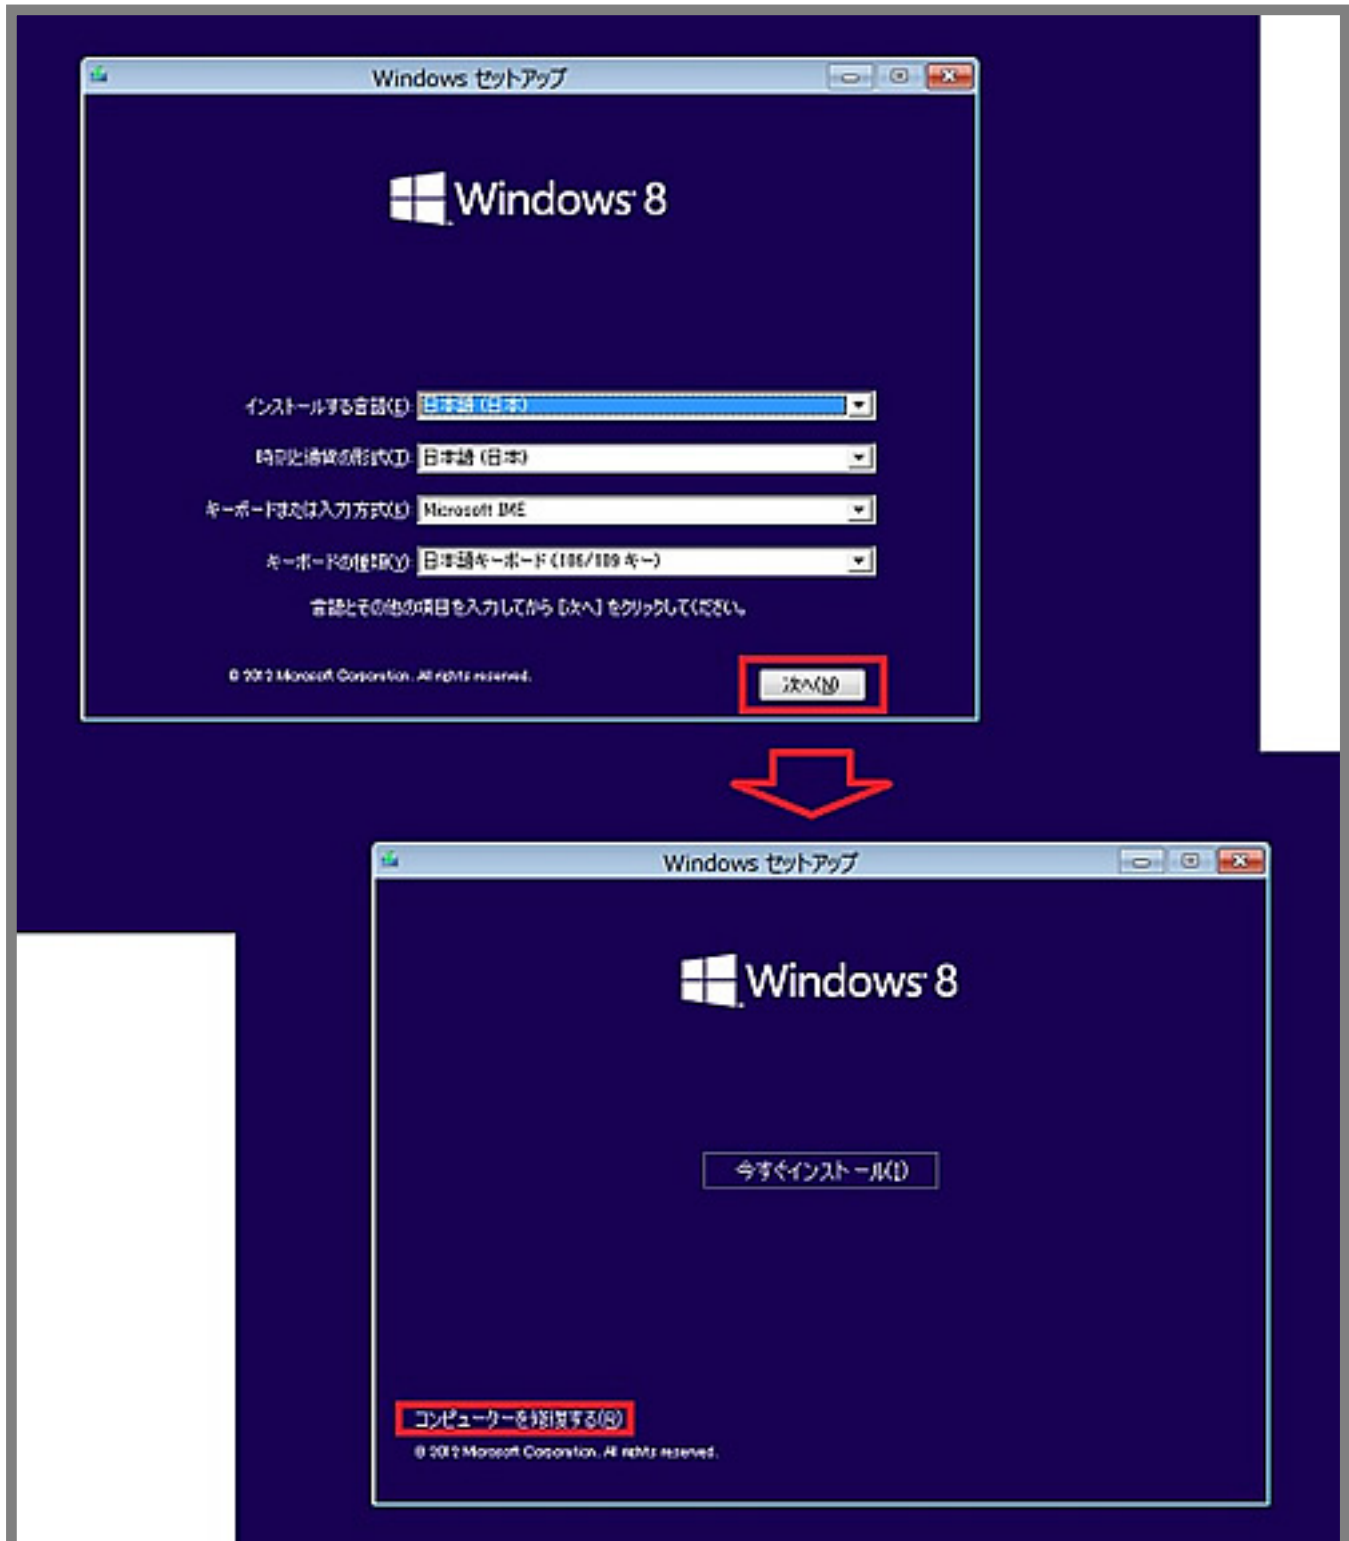 Windows セットアップ
Windows 8
インストールする言語(E): 日本語 (日本)
時刻と通貨の形式(T): 日本語 (日本)
キーボードまたは入力方式(K): Microsoft IME
キーボードの種類(Y): 日本語キーボード (106/109 キー)
言語とその他の項目を入力してから [次へ] をクリックしてください。
© 2012 Microsoft Corporation. All rights reserved.
次へ(N)
Windows セットアップ
Windows 8
今すぐインストール(I)
コンピューターを修復する(R)
© 2012 Microsoft Corporation. All rights reserved.